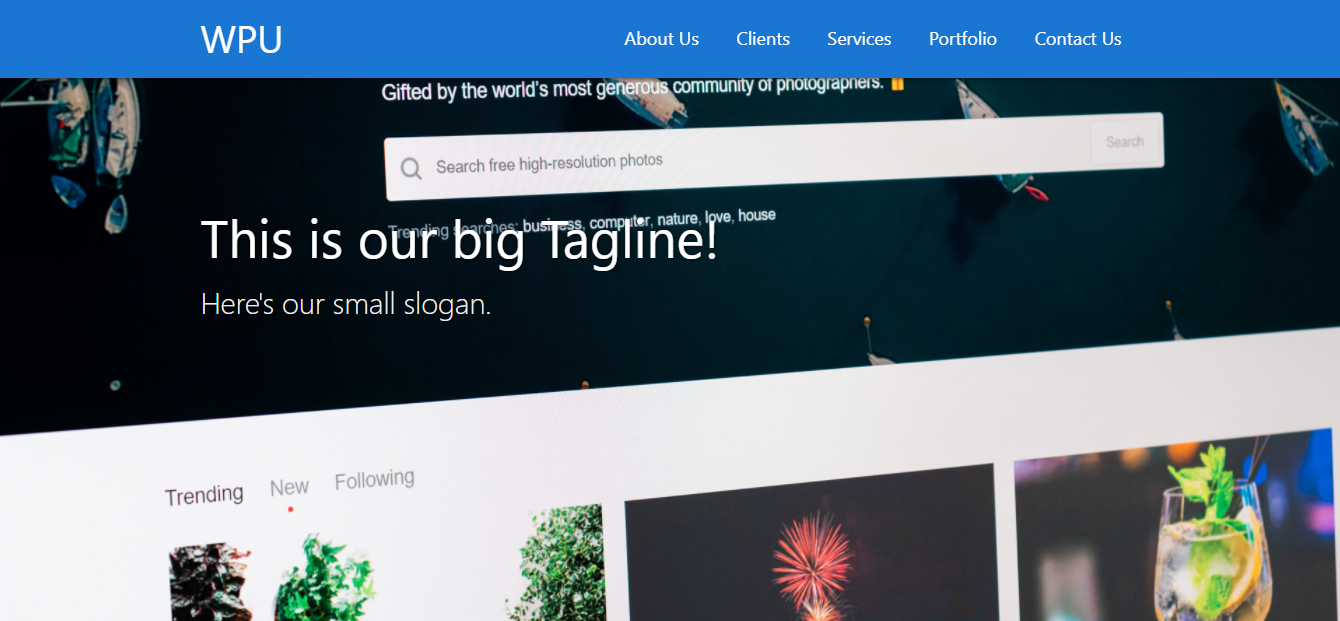 WPU
About Us Clients Services Portfolio Contact Us
Gifted by the world's most generous community of photographers.
Search free high-resolution photos
Search
Trending searches: business, computer, nature, love, house
This is our big Tagline!
Here's our small slogan.
Trending New Following